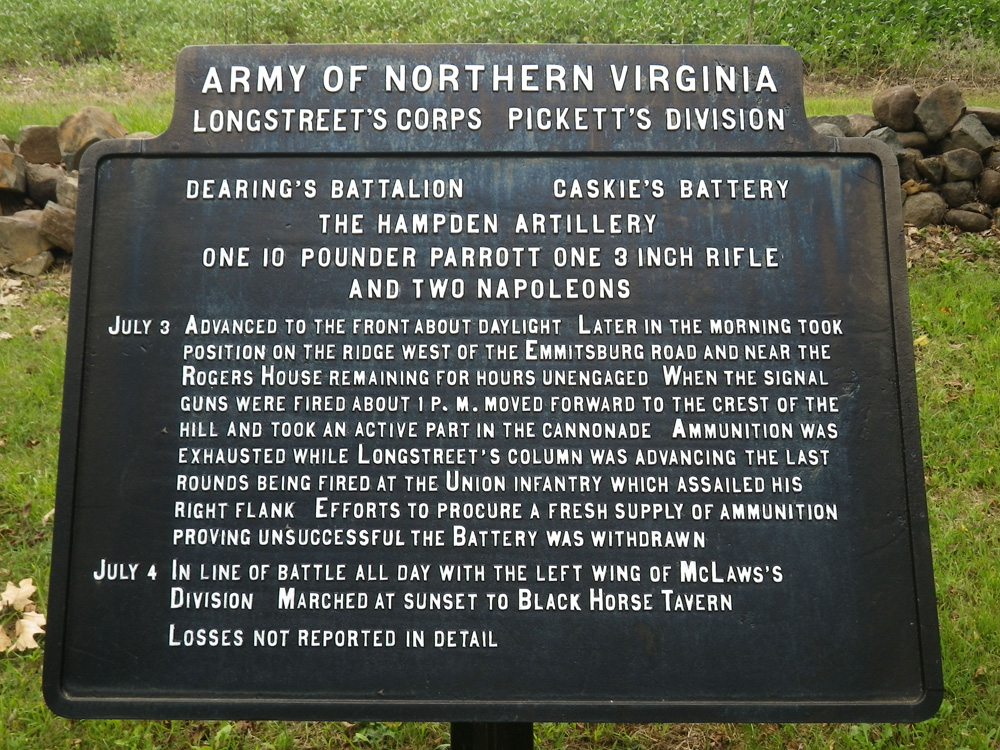 ARMY OF NORTHERN VIRGINIA
LONGSTREET'S CORPS PICKETT'S DIVISION
DEARING'S BATTALION CASKIE'S BATTERY
THE HAMPDEN ARTILLERY
ONE 10 POUNDER PARROTT ONE 3 INCH RIFLE
AND TWO NAPOLEONS
JULY 3 ADVANCED TO THE FRONT ABOUT DAYLIGHT LATER IN THE MORNING TOOK
POSITION ON THE RIDGE WEST OF THE EMMITSBURG ROAD AND NEAR THE
ROGERS HOUSE REMAINING FOR HOURS UNENGAGED WHEN THE SIGNAL
GUNS WERE FIRED ABOUT 1 P. M. MOVED FORWARD TO THE CREST OF THE
HILL AND TOOK AN ACTIVE PART IN THE CANNONADE AMMUNITION WAS
EXHAUSTED WHILE LONGSTREET'S COLUMN WAS ADVANCING THE LAST
ROUNDS BEING FIRED AT THE UNION INFANTRY WHICH ASSAILED HIS
RIGHT FLANK EFFORTS TO PROCURE A FRESH SUPPLY OF AMMUNITION
PROVING UNSUCCESSFUL THE BATTERY WAS WITHDRAWN
JULY 4 IN LINE OF BATTLE ALL DAY WITH THE LEFT WING OF MCLAWS'S
DIVISION MARCHED AT SUNSET TO BLACK HORSE TAVERN
LOSSES NOT REPORTED IN DETAIL